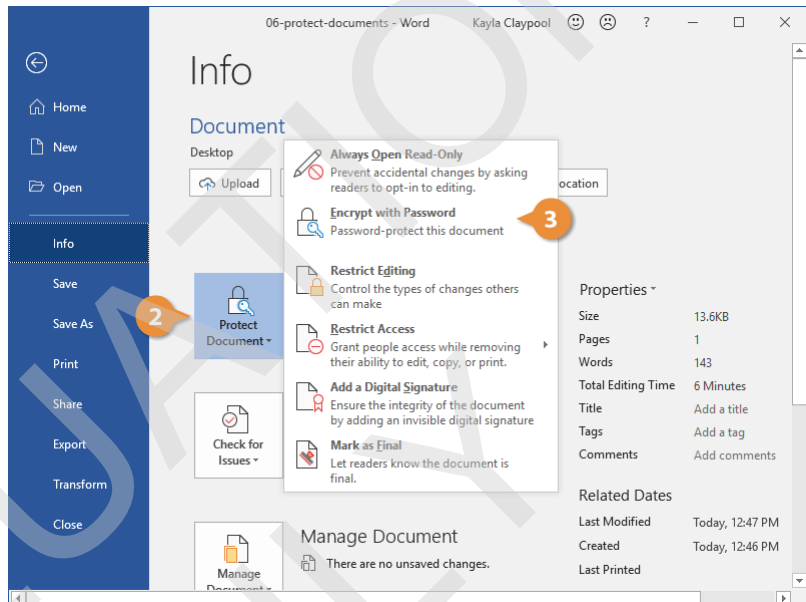 06-protect-documents - Word Kayla Claypool ?
Info
Home
New
Open
Info
Save
Save As
Print
Share
Export
Transform
Close
Document
Desktop
Upload
ocation
Always Open Read-Only
Prevent accidental changes by asking
readers to opt-in to editing.
Encrypt with Password
Password-protect this document
3
Restrict Editing
Control the types of changes others
can make
Restrict Access
Grant people access while removing
their ability to edit, copy, or print.
Add a Digital Signature
Ensure the integrity of the document
by adding an invisible digital signature
Mark as Final
Let readers know the document is
final.
2
Protect
Document
Check for
Issues
Manage
Document
Manage Document
There are no unsaved changes.
Properties
Size 13.6KB
Pages 1
Words 143
Total Editing Time 6 Minutes
Title Add a title
Tags Add a tag
Comments Add comments
Related Dates
Last Modified Today, 12:47 PM
Created Today, 12:46 PM
Last Printed